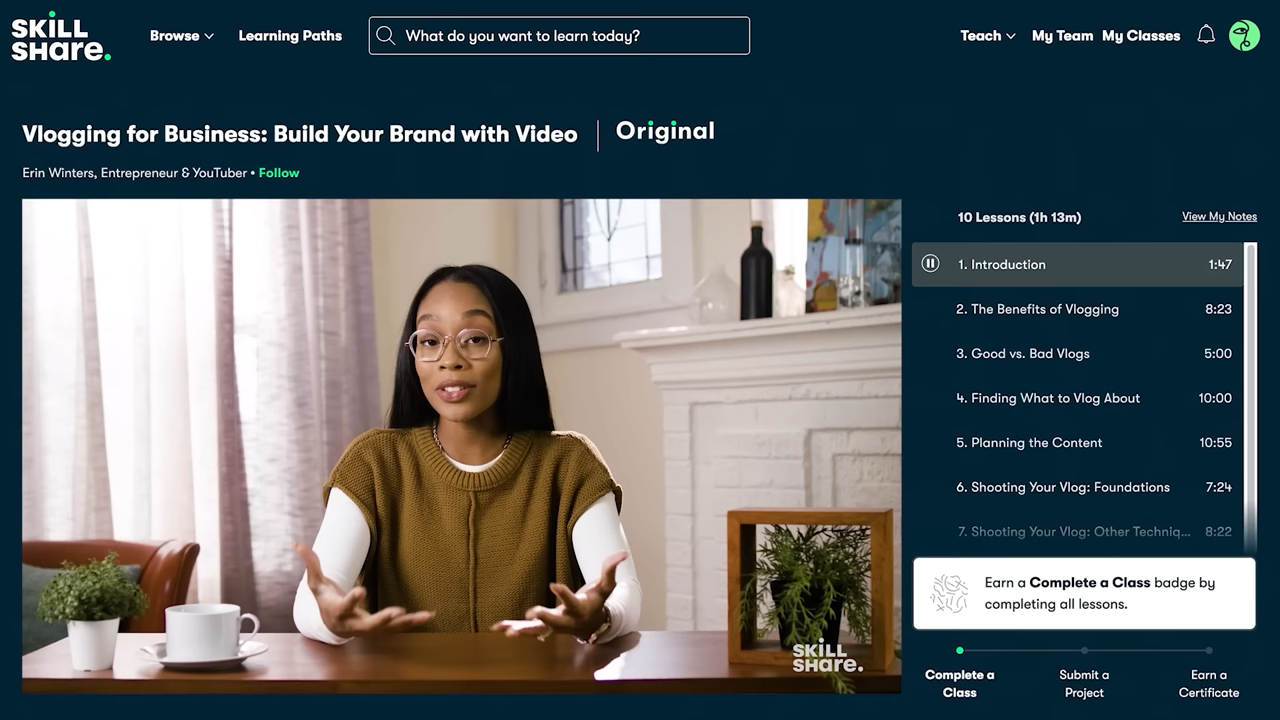 SKILL
SHARE.
Browse
Learning Paths
What do you want to learn today?
Teach
My Team
My Classes
Vlogging for Business: Build Your Brand with Video
Original
Erin Winters, Entrepreneur & YouTuber • Follow
10 Lessons (1h 13m)
View My Notes
1. Introduction 1:47
2. The Benefits of Vlogging 8:23
3. Good vs. Bad Vlogs 5:00
4. Finding What to Vlog About 10:00
5. Planning the Content 10:55
6. Shooting Your Vlog: Foundations 7:24
7. Shooting Your Vlog: Other Techniq... 8:22
Earn a Complete a Class badge by
completing all lessons.
SKILL
SHARE.
Complete a
Class
Submit a
Project
Earn a
Certificate